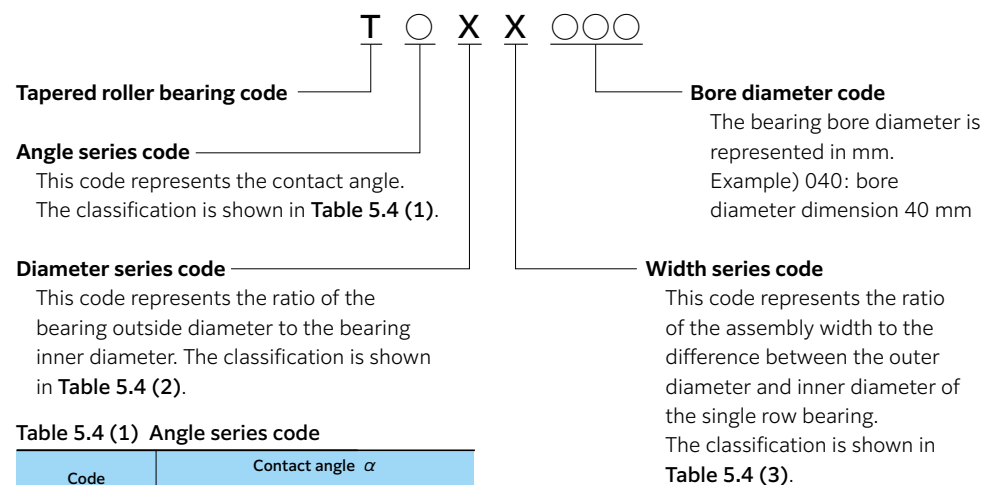 T ○ X X ○○○
Tapered roller bearing code
Angle series code
This code represents the contact angle.
The classification is shown in Table 5.4 (1).
Diameter series code
This code represents the ratio of the
bearing outside diameter to the bearing
inner diameter. The classification is shown
in Table 5.4 (2).
Bore diameter code
The bearing bore diameter is
represented in mm.
Example) 040: bore
diameter dimension 40 mm
Width series code
This code represents the ratio
of the assembly width to the
difference between the outer
diameter and inner diameter of
the single row bearing.
The classification is shown in
Table 5.4 (3).
Table 5.4 (1) Angle series code
Code
Contact angle α